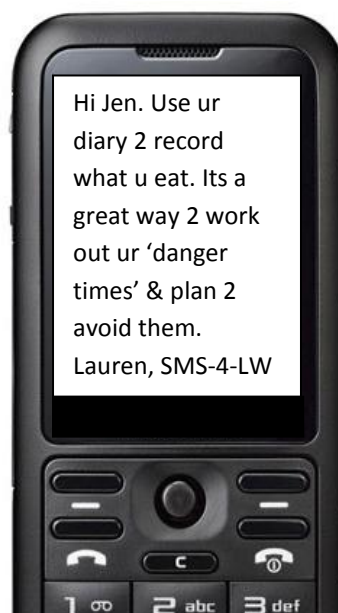 Hi Jen. Use ur
diary 2 record
what u eat. Its a
great way 2 work
out ur ‘danger
times’ & plan 2
avoid them.
Lauren, SMS-4-LW
C
1 2 abc 3 def